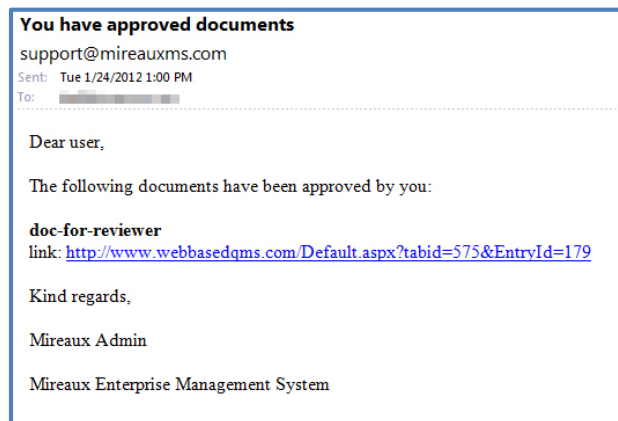 You have approved documents
support@mireauxms.com
Sent: Tue 1/24/2012 1:00 PM
To:
Dear user,
The following documents have been approved by you:
doc-for-reviewer
link: http://www.webbasedqms.com/Default.aspx?tabid=575&EntryId=179
Kind regards,
Mireaux Admin
Mireaux Enterprise Management System